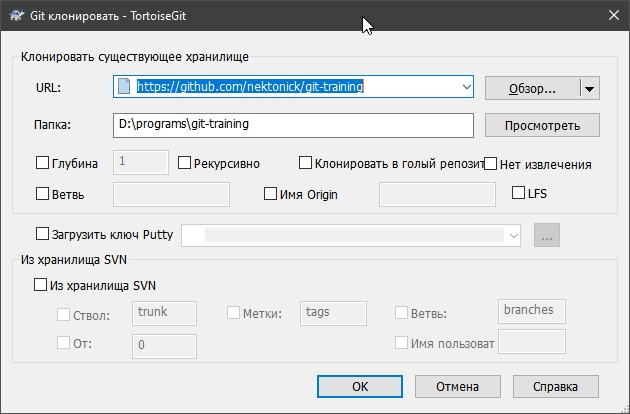 Git клонировать - TortoiseGit
Клонировать существующее хранилище
URL: https://github.com/nektonick/git-training Обзор...
Папка: D:\programs\git-training Просмотреть
Глубина 1 Рекурсивно Клонировать в голый репозит Нет извлечения
Ветвь Имя Origin LFS
Загрузить ключ Putty ...
Из хранилища SVN
Из хранилища SVN
Ствол: trunk Метки: tags Ветвь: branches
От: 0 Имя пользоват
OK Отмена Справка